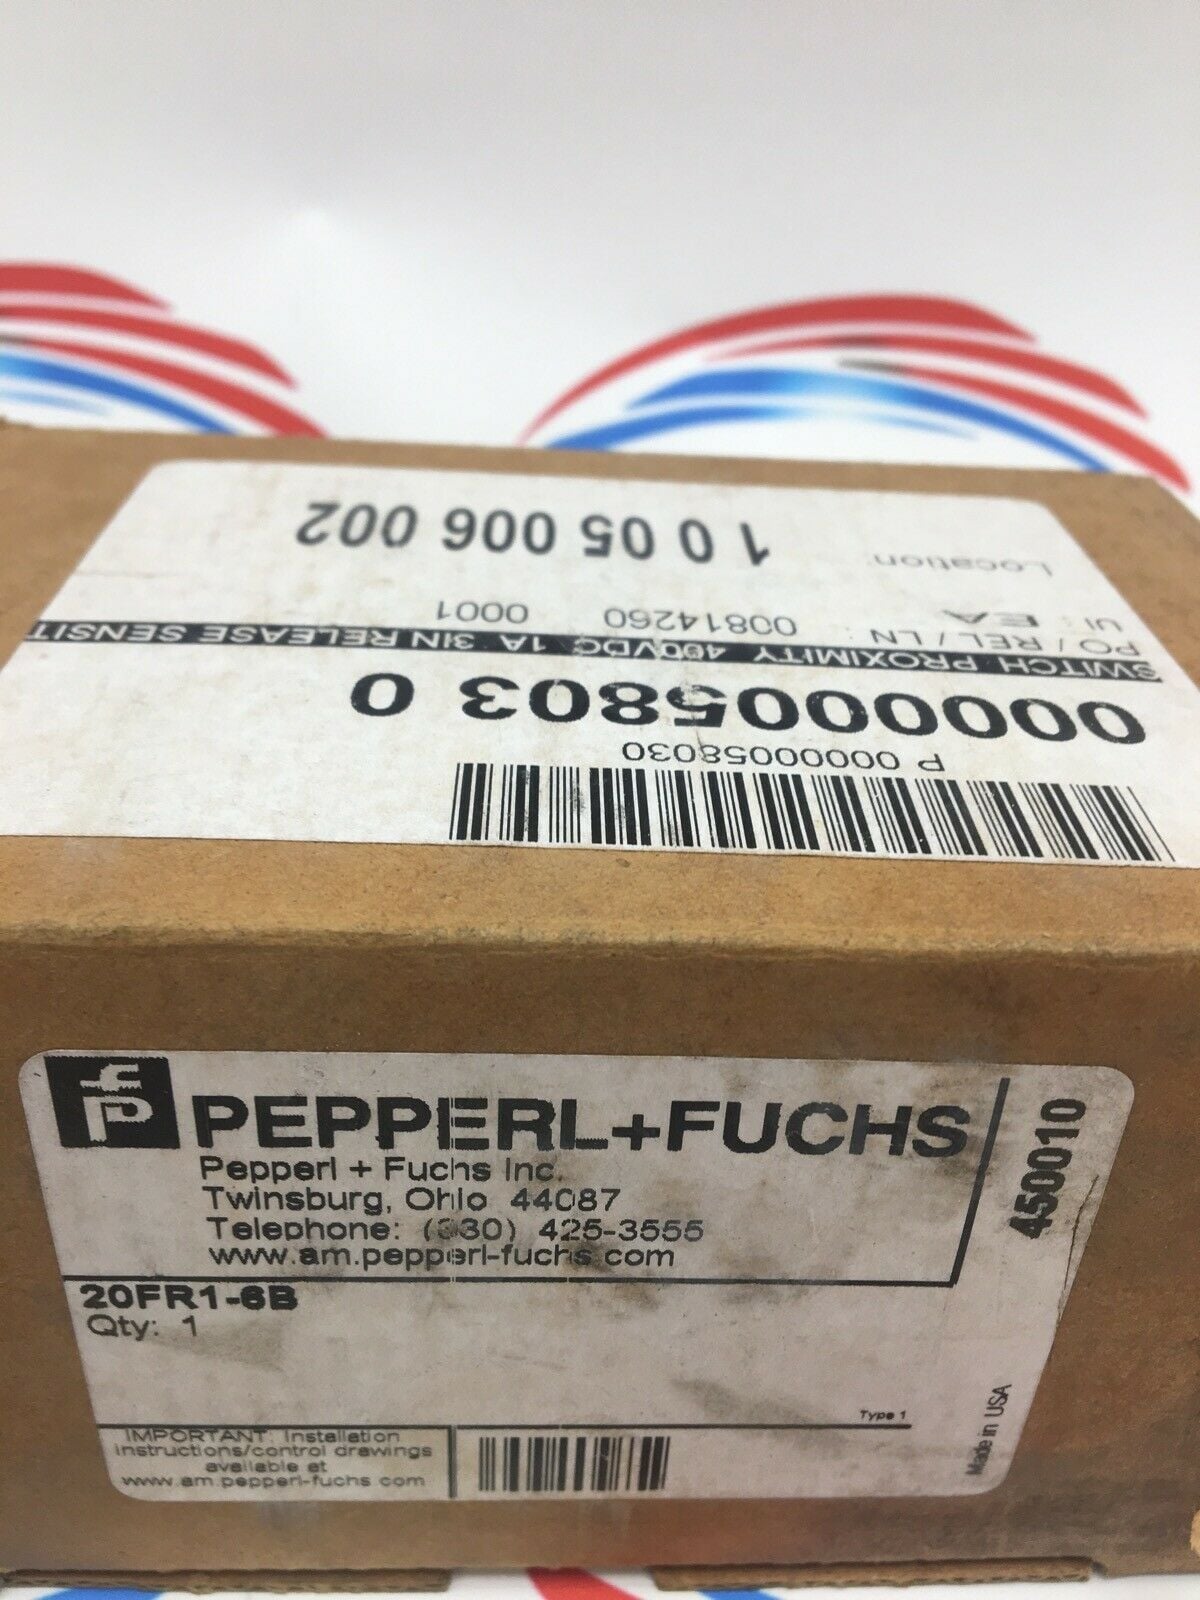 Location: 1 0 05 006 002
UI: EA
PO / REL / LN: 00814260 0001
SWITCH PROXIMITY 400VDC 1A 3IN RELEASE SENSIT
0000005803 0
P 00000058030
PEPPERL+FUCHS
Pepperl + Fuchs Inc.
Twinsburg, Ohio 44087
Telephone: (330) 425-3555
www.am.pepperl-fuchs.com
450010
20FR1-6B
Qty: 1
Type 1
Made in USA
IMPORTANT: Installation
instructions/control drawings
available at
www.am.pepperl-fuchs.com